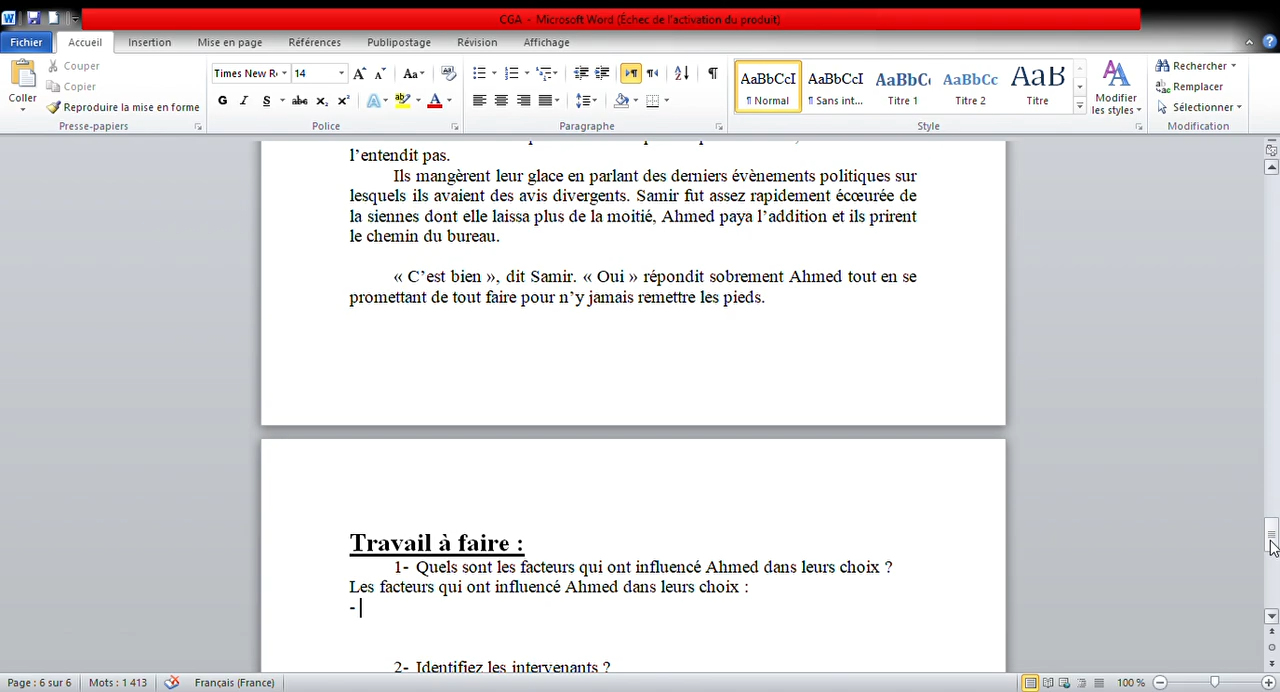 CGA - Microsoft Word (Échec de l'activation du produit)
Fichier Accueil Insertion Mise en page Références Publipostage Révision Affichage
Coller
Couper
Copier
Reproduire la mise en forme
Presse-papiers
Times New R 14 Aa
G I S abc x₂ x² A ab A
Police
Paragraphe
AaBbCcI AaBbCcI AaBbC AaBbCc AaB
¶ Normal ¶ Sans int... Titre 1 Titre 2 Titre
Modifier les styles
Style
Rechercher
Remplacer
Sélectionner
Modification
l’entendit pas.
Ils mangèrent leur glace en parlant des derniers évènements politiques sur
lesquels ils avaient des avis divergents. Samir fut assez rapidement écœurée de
la siennes dont elle laissa plus de la moitié, Ahmed paya l’addition et ils prirent
le chemin du bureau.
« C’est bien », dit Samir. « Oui » répondit sobrement Ahmed tout en se
promettant de tout faire pour n’y jamais remettre les pieds.
Travail à faire :
1- Quels sont les facteurs qui ont influencé Ahmed dans leurs choix ?
Les facteurs qui ont influencé Ahmed dans leurs choix :
-
2- Identifiez les intervenants ?
Page : 6 sur 6 Mots : 1 413 Français (France) 100 %